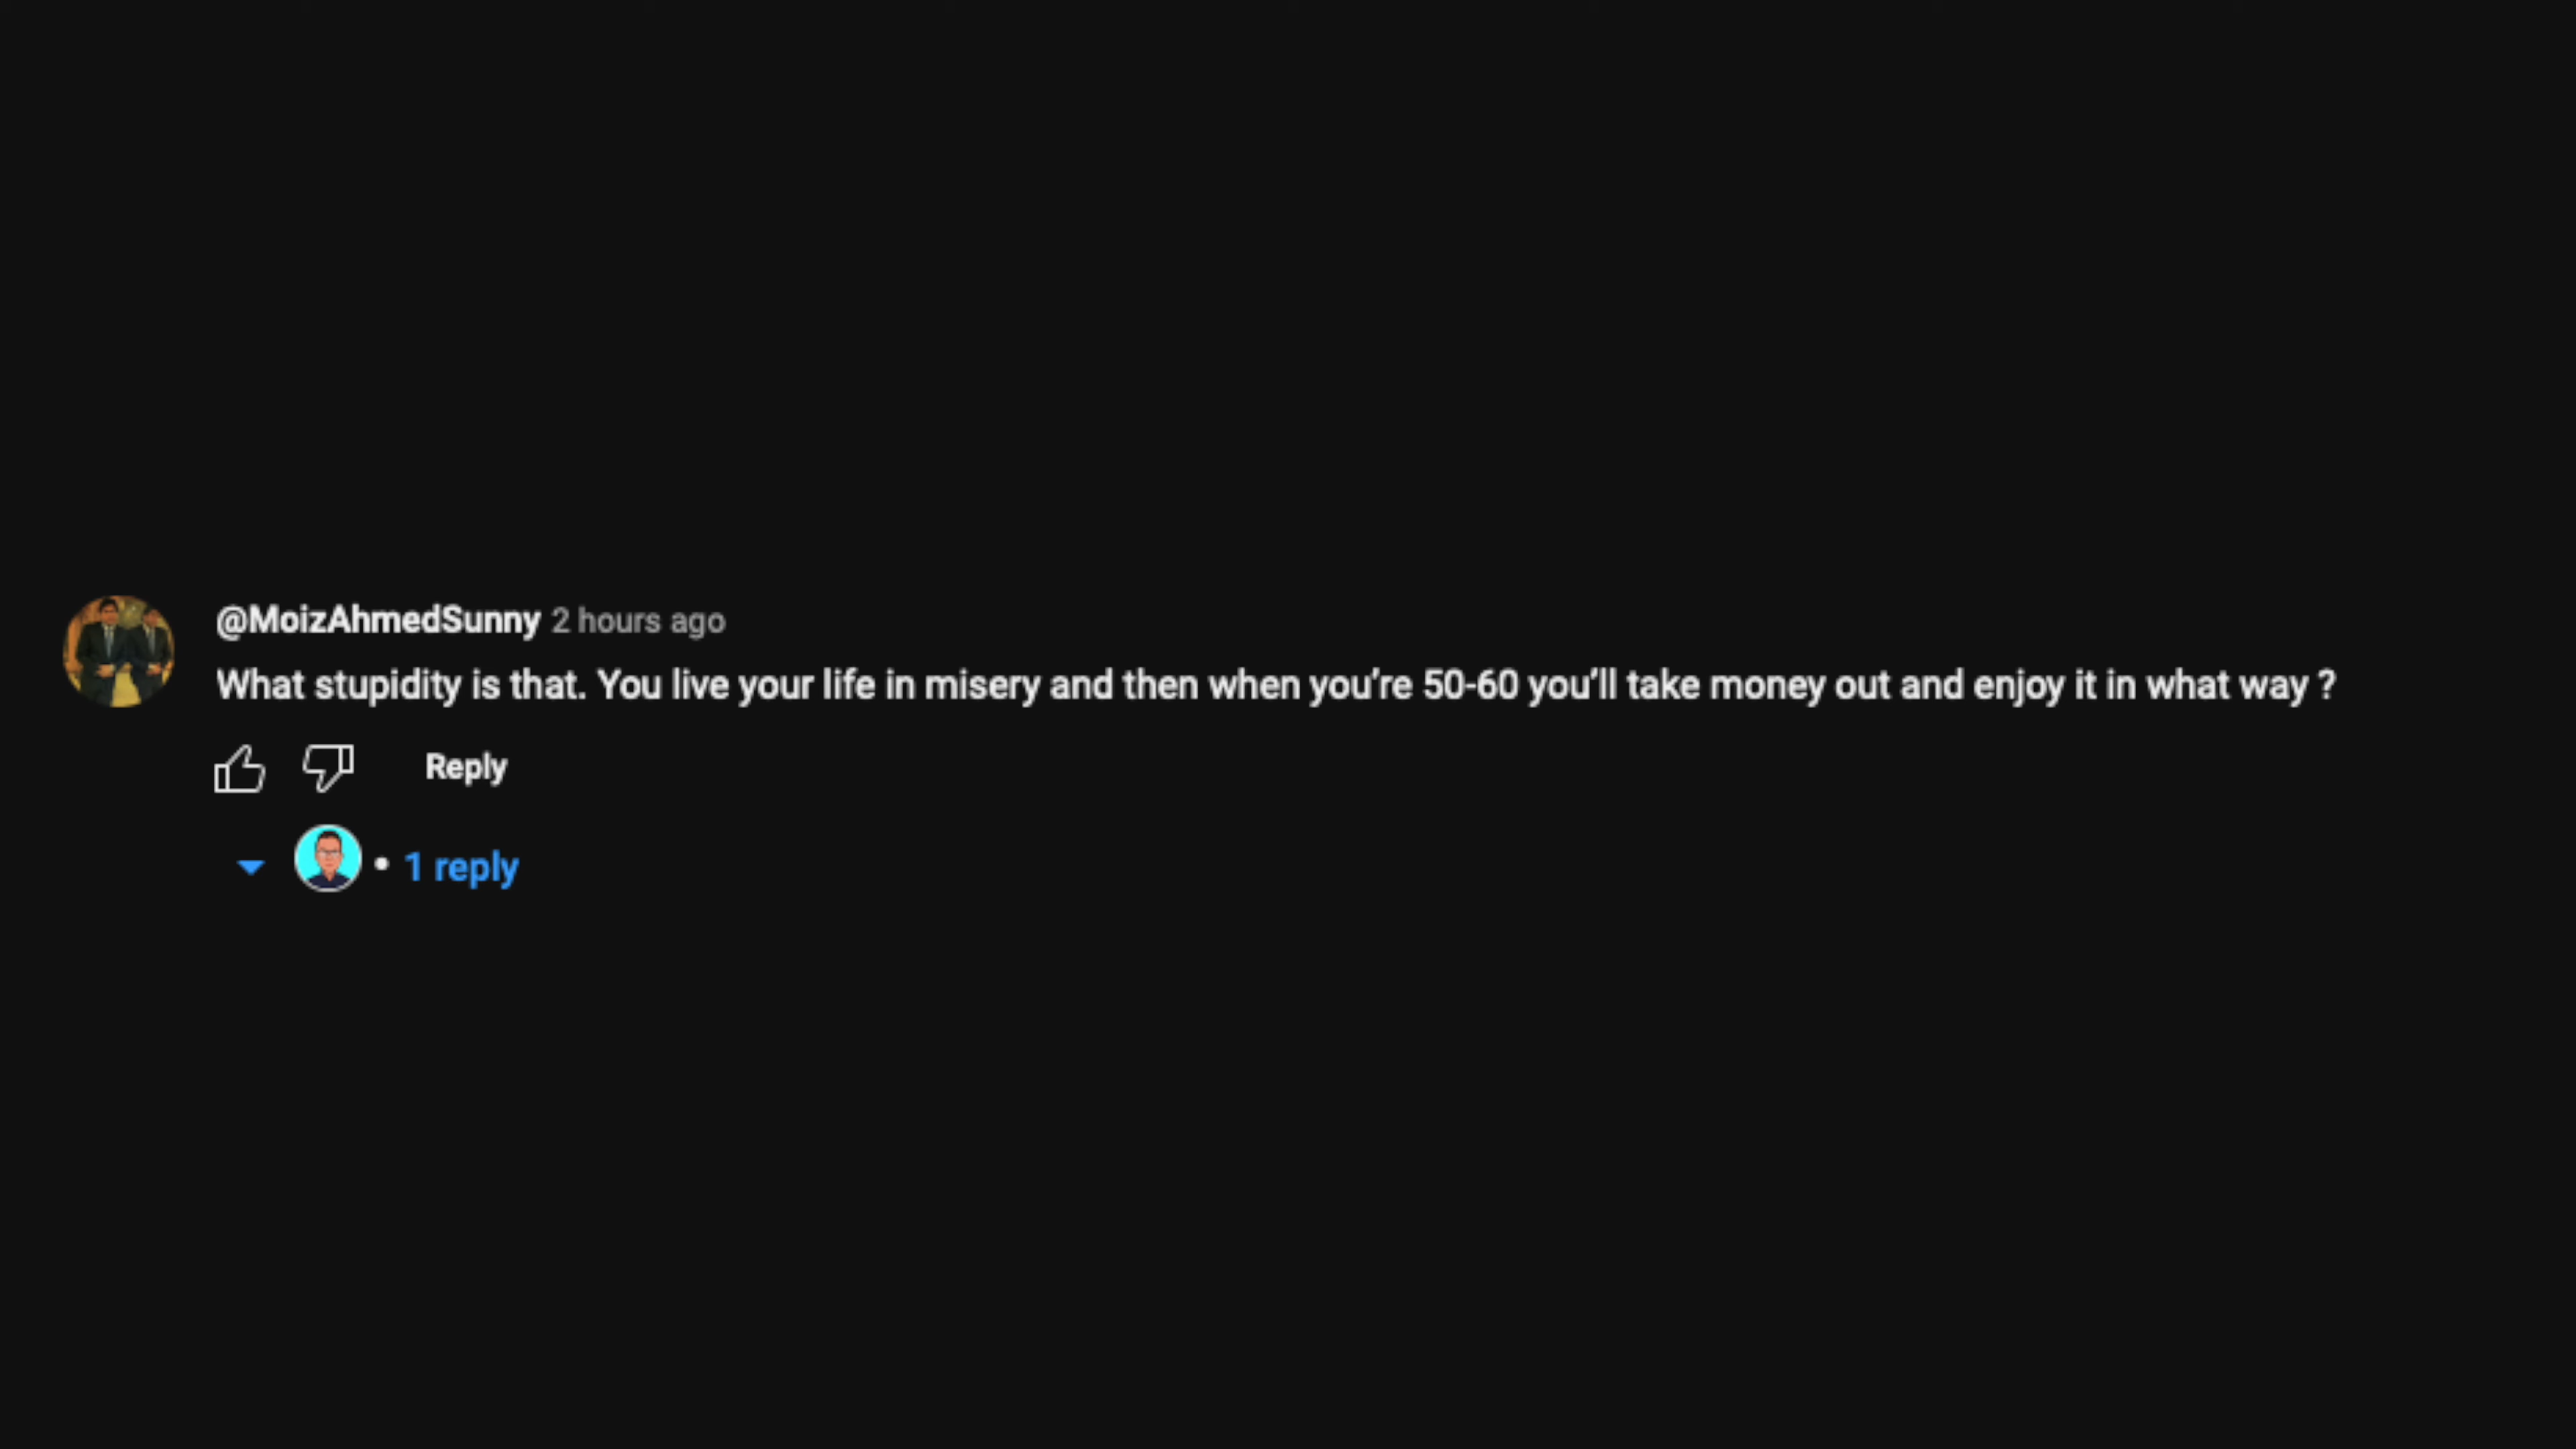 @MoizAhmedSunny 2 hours ago
What stupidity is that. You live your life in misery and then when you’re 50-60 you’ll take money out and enjoy it in what way ?
Reply
• 1 reply